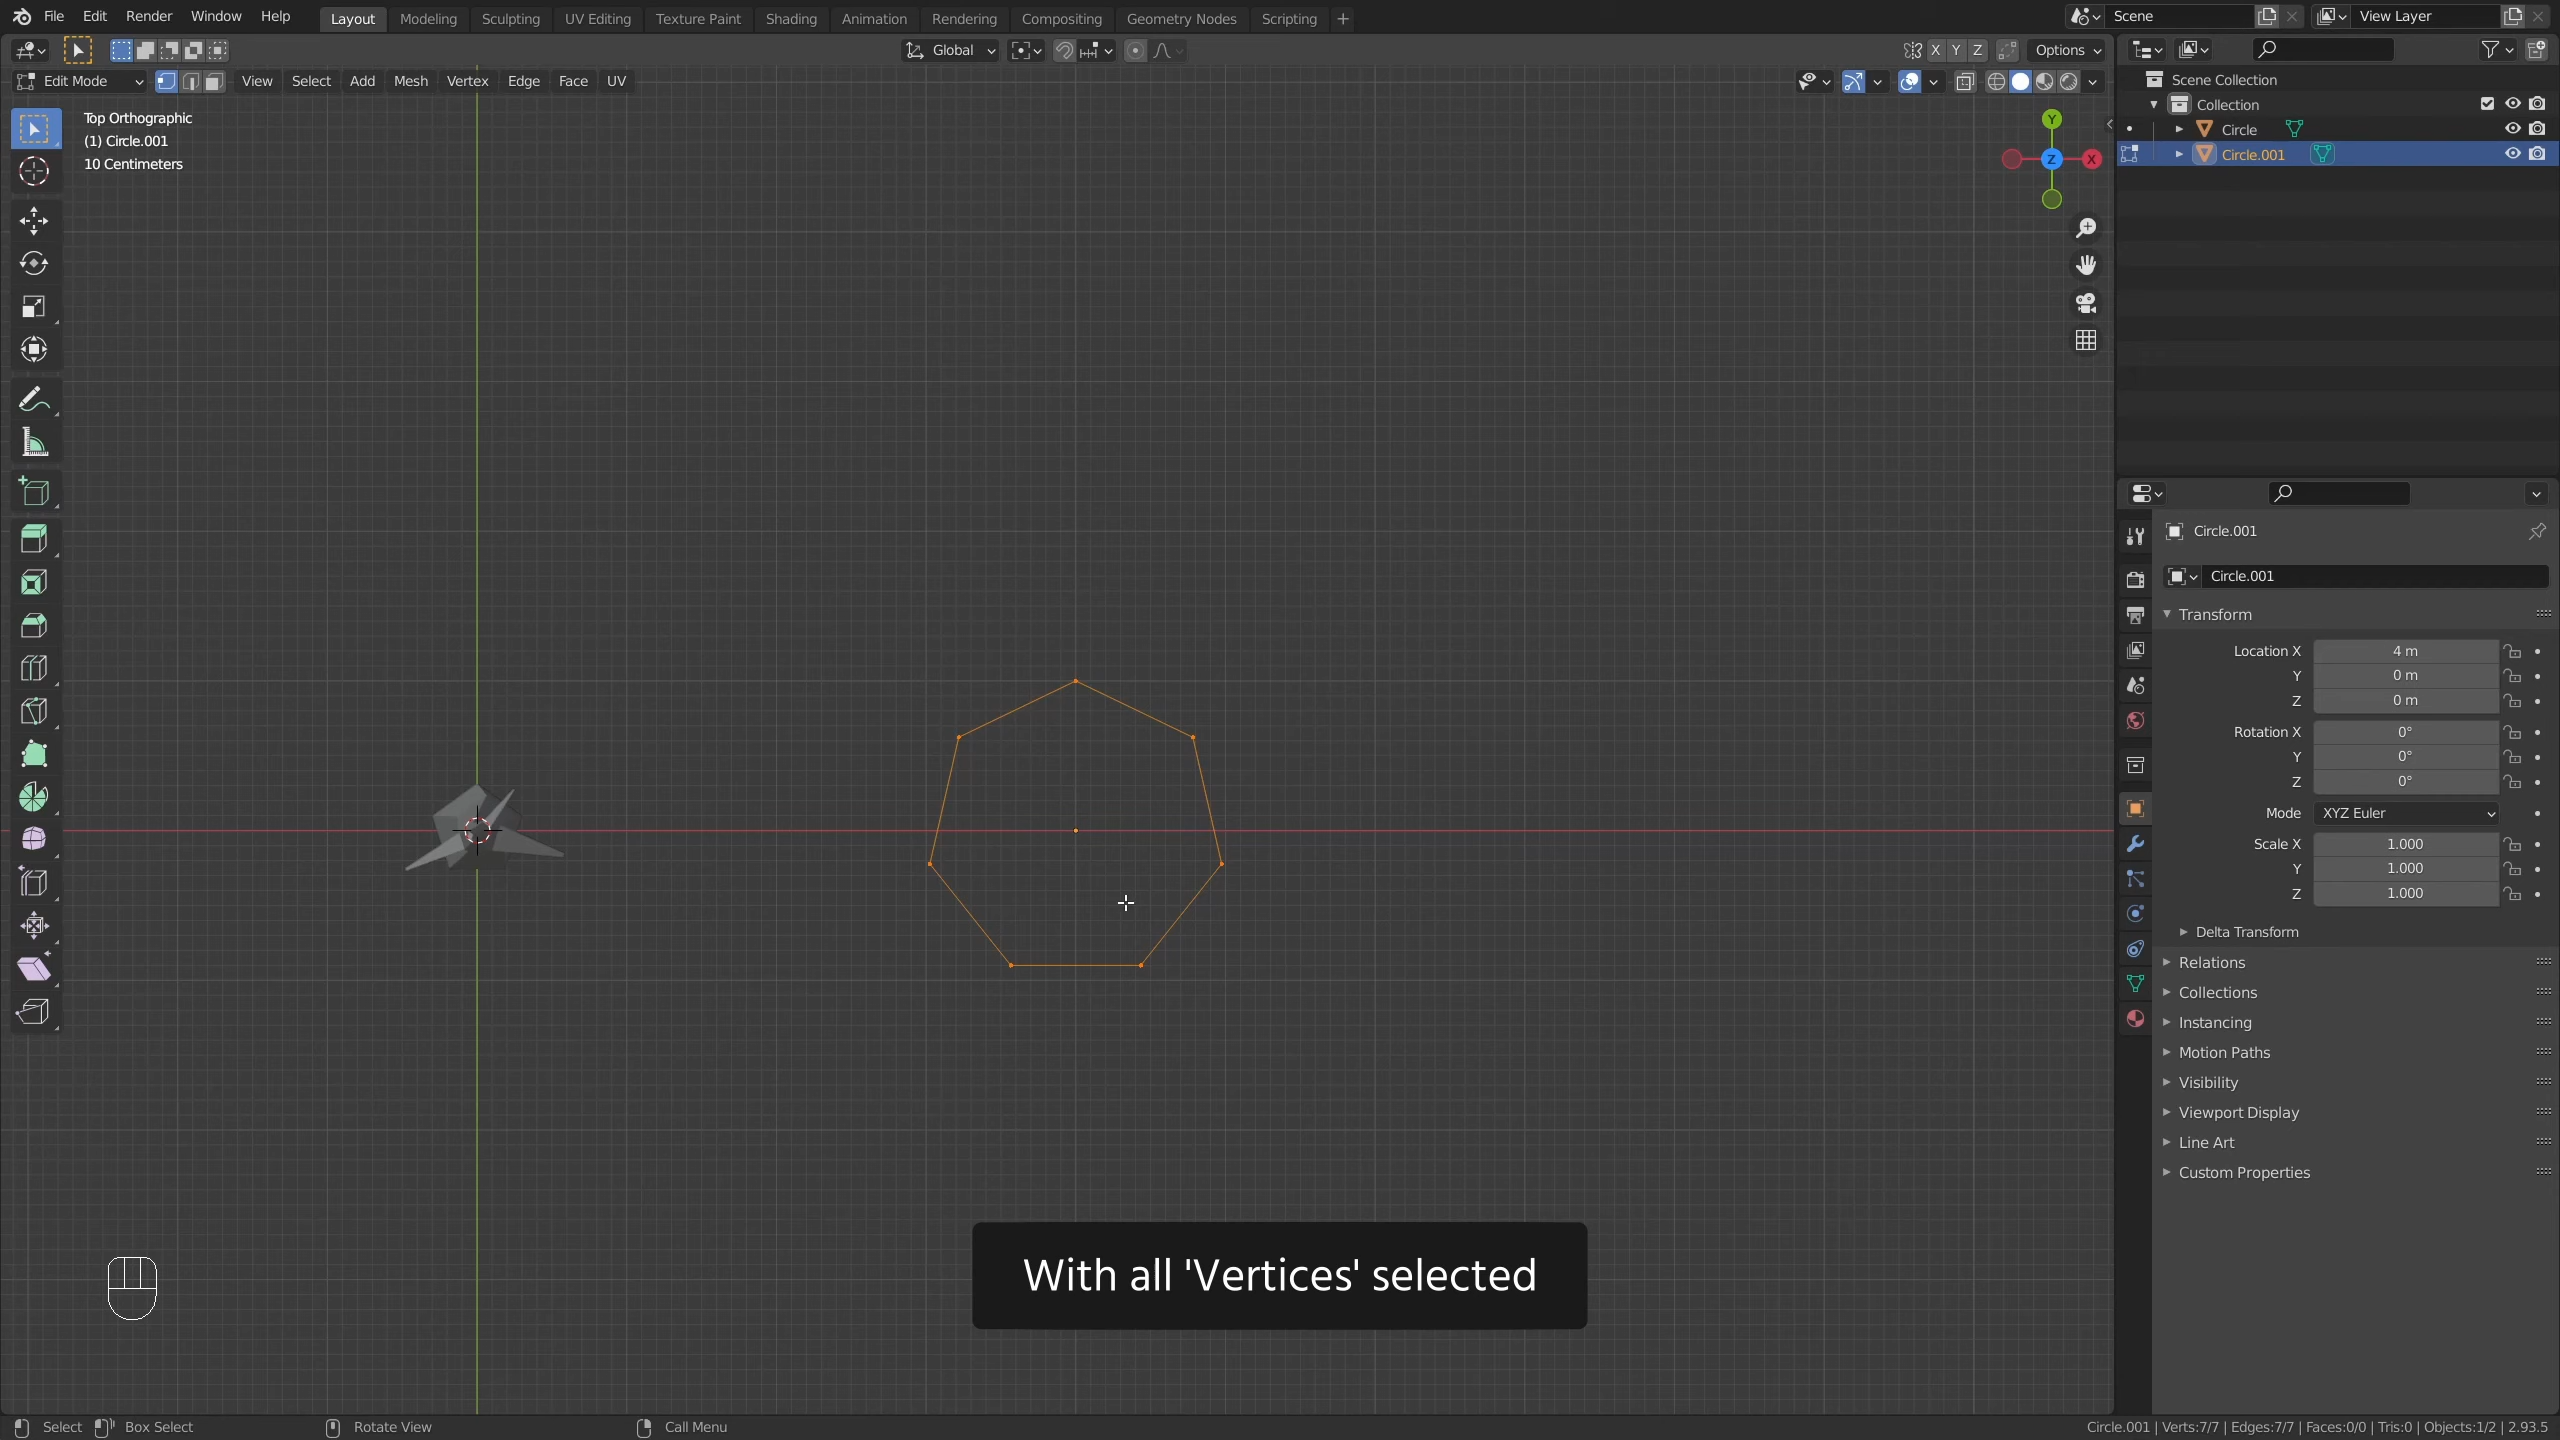 File Edit Render Window Help Layout Modeling Sculpting UV Editing Texture Paint Shading Animation Rendering Compositing Geometry Nodes Scripting + Scene View Layer
Global X Y Z Options
Edit Mode View Select Add Mesh Vertex Edge Face UV
Top Orthographic
(1) Circle.001
10 Centimeters
Y
Z
X
Scene Collection
Collection
Circle
Circle.001
Circle.001
Circle.001
Transform
Location X 4 m
Y 0 m
Z 0 m
Rotation X 0°
Y 0°
Z 0°
Mode XYZ Euler
Scale X 1.000
Y 1.000
Z 1.000
Delta Transform
Relations
Collections
Instancing
Motion Paths
Visibility
Viewport Display
Line Art
Custom Properties
With all 'Vertices' selected
Select Box Select Rotate View Call Menu
Circle.001 | Verts:7/7 | Edges:7/7 | Faces:0/0 | Tris:0 | Objects:1/2 | 2.93.5